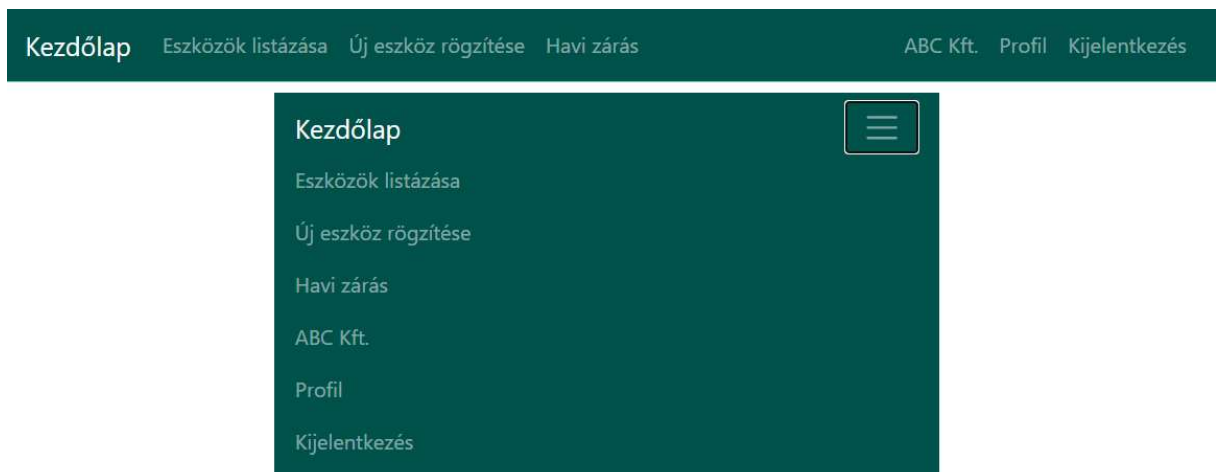 Kezdőlap Eszközök listázása Új eszköz rögzítése Havi zárás ABC Kft. Profil Kijelentkezés
Kezdőlap
Eszközök listázása
Új eszköz rögzítése
Havi zárás
ABC Kft.
Profil
Kijelentkezés